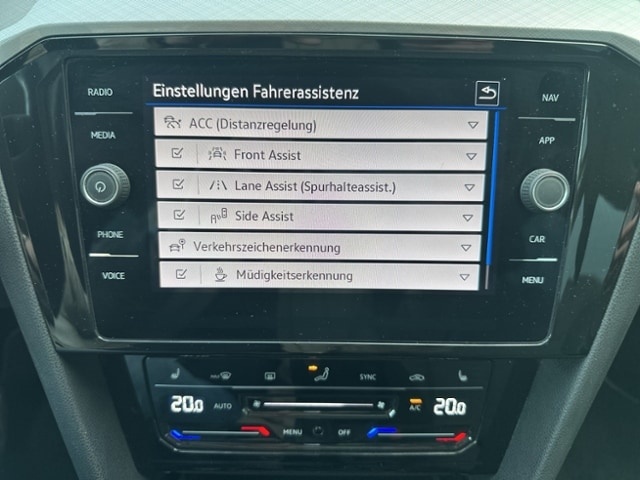 RADIO
MEDIA
PHONE
VOICE
Einstellungen Fahrerassistenz
ACC (Distanzregelung)
Front Assist
Lane Assist (Spurhalteassist.)
Side Assist
Verkehrszeichenerkennung
Müdigkeitserkennung
NAV
APP
CAR
MENU
SYNC
20.0
AUTO
A/C
20.0
MENU
OFF